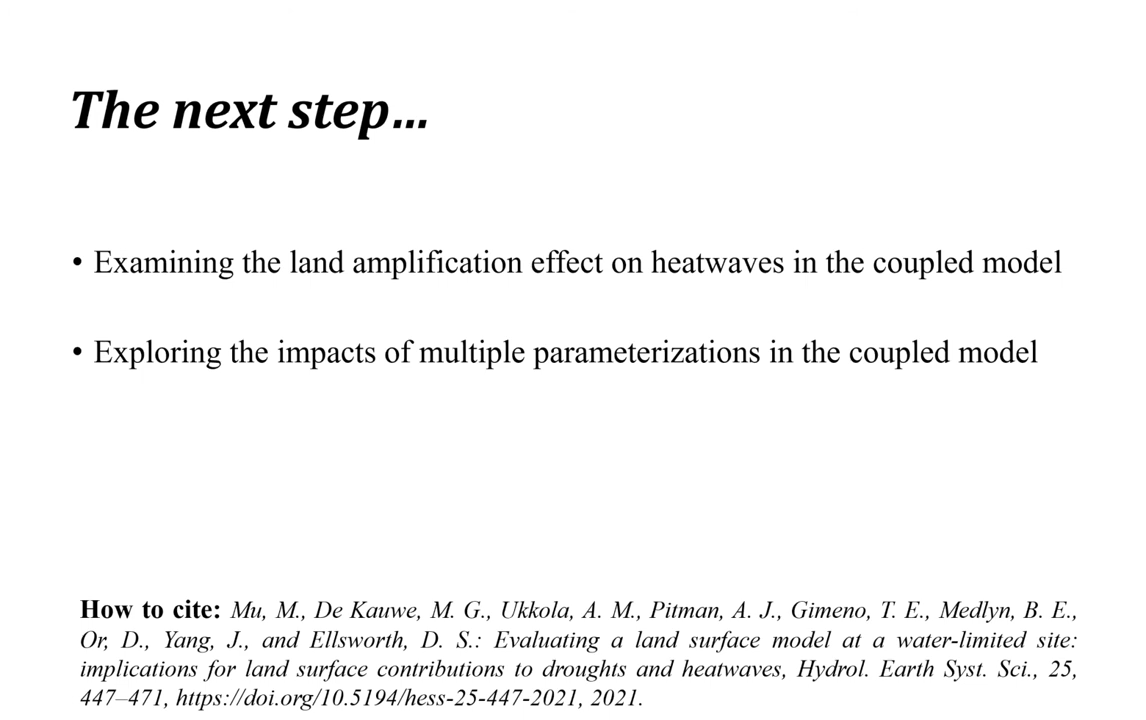 The next step…
• Examining the land amplification effect on heatwaves in the coupled model
• Exploring the impacts of multiple parameterizations in the coupled model
How to cite: Mu, M., De Kauwe, M. G., Ukkola, A. M., Pitman, A. J., Gimeno, T. E., Medlyn, B. E.,
Or, D., Yang, J., and Ellsworth, D. S.: Evaluating a land surface model at a water-limited site:
implications for land surface contributions to droughts and heatwaves, Hydrol. Earth Syst. Sci., 25,
447–471, https://doi.org/10.5194/hess-25-447-2021, 2021.